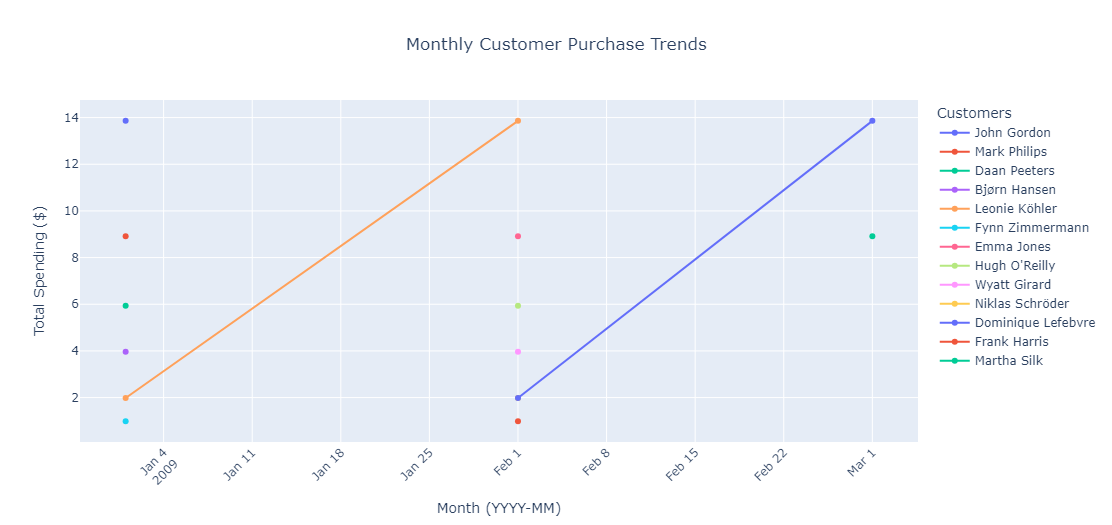 Monthly Customer Purchase Trends
Total Spending ($)
14
12
10
8
6
4
2
Jan 4
2009
Jan 11
Jan 18
Jan 25
Feb 1
Feb 8
Feb 15
Feb 22
Mar 1
Month (YYYY-MM)
Customers
John Gordon
Mark Philips
Daan Peeters
Bjørn Hansen
Leonie Köhler
Fynn Zimmermann
Emma Jones
Hugh O'Reilly
Wyatt Girard
Niklas Schröder
Dominique Lefebvre
Frank Harris
Martha Silk